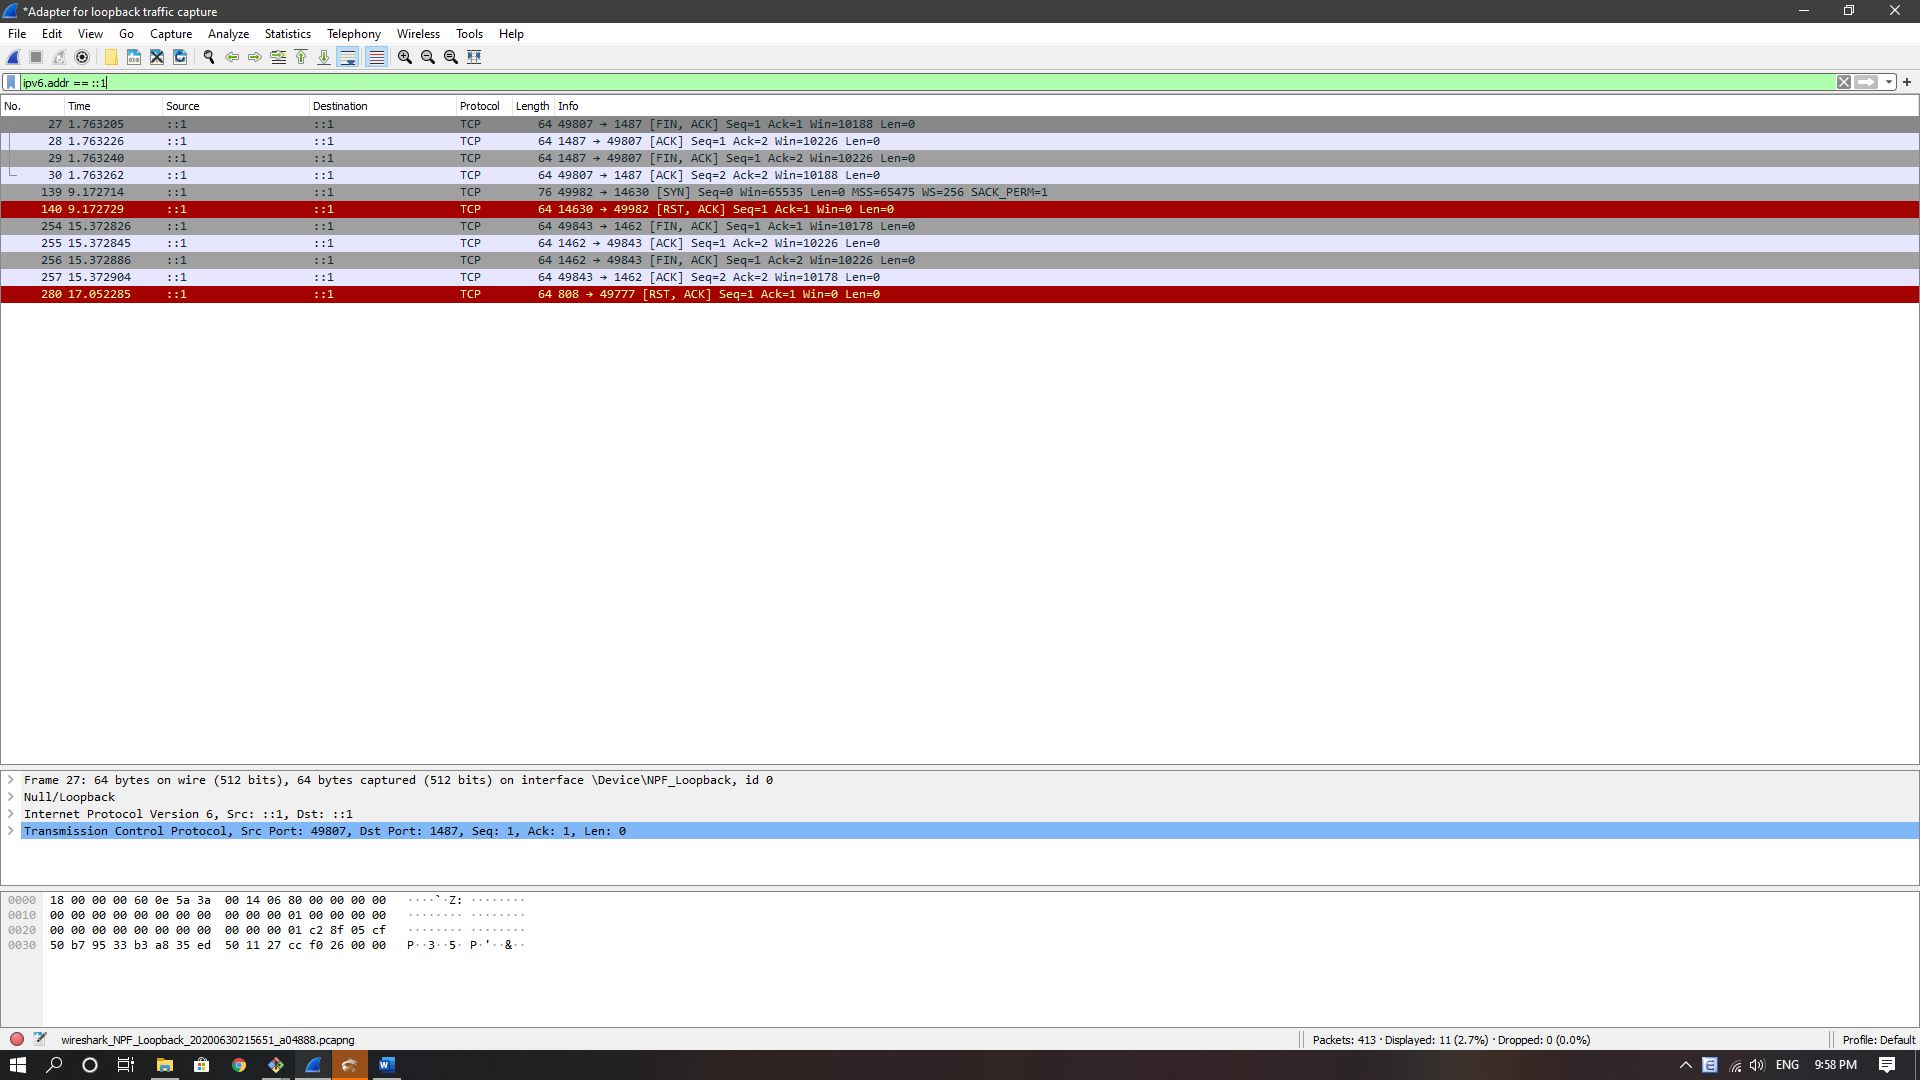 *Adapter for loopback traffic capture
File Edit View Go Capture Analyze Statistics Telephony Wireless Tools Help
ipv6.addr == ::1
No. Time Source Destination Protocol Length Info
27 1.763205 ::1 ::1 TCP 64 49807 → 1487 [FIN, ACK] Seq=1 Ack=1 Win=10188 Len=0
28 1.763226 ::1 ::1 TCP 64 1487 → 49807 [ACK] Seq=1 Ack=2 Win=10226 Len=0
29 1.763240 ::1 ::1 TCP 64 1487 → 49807 [FIN, ACK] Seq=1 Ack=2 Win=10226 Len=0
30 1.763262 ::1 ::1 TCP 64 49807 → 1487 [ACK] Seq=2 Ack=2 Win=10188 Len=0
139 9.172714 ::1 ::1 TCP 76 49982 → 14630 [SYN] Seq=0 Win=65535 Len=0 MSS=65475 WS=256 SACK_PERM=1
140 9.172729 ::1 ::1 TCP 64 14630 → 49982 [RST, ACK] Seq=1 Ack=1 Win=0 Len=0
254 15.372826 ::1 ::1 TCP 64 49843 → 1462 [FIN, ACK] Seq=1 Ack=1 Win=10178 Len=0
255 15.372845 ::1 ::1 TCP 64 1462 → 49843 [ACK] Seq=1 Ack=2 Win=10226 Len=0
256 15.372886 ::1 ::1 TCP 64 1462 → 49843 [FIN, ACK] Seq=1 Ack=2 Win=10226 Len=0
257 15.372904 ::1 ::1 TCP 64 49843 → 1462 [ACK] Seq=2 Ack=2 Win=10178 Len=0
280 17.052285 ::1 ::1 TCP 64 808 → 49777 [RST, ACK] Seq=1 Ack=1 Win=0 Len=0
Frame 27: 64 bytes on wire (512 bits), 64 bytes captured (512 bits) on interface \Device\NPF_Loopback, id 0
Null/Loopback
Internet Protocol Version 6, Src: ::1, Dst: ::1
Transmission Control Protocol, Src Port: 49807, Dst Port: 1487, Seq: 1, Ack: 1, Len: 0
0000 18 00 00 00 60 0e 5a 3a 00 14 06 80 00 00 00 00 ····`·Z: ········
0010 00 00 00 00 00 00 00 00 00 00 00 01 00 00 00 00 ········ ········
0020 00 00 00 00 00 00 00 00 00 00 00 01 c2 8f 05 cf ········ ········
0030 50 b7 95 33 b3 a8 35 ed 50 11 27 cc f0 26 00 00 P··3··5· P·'··&··
wireshark_NPF_Loopback_20200630215651_a04888.pcapng
Packets: 413 · Displayed: 11 (2.7%) · Dropped: 0 (0.0%)
Profile: Default
ENG 9:58 PM